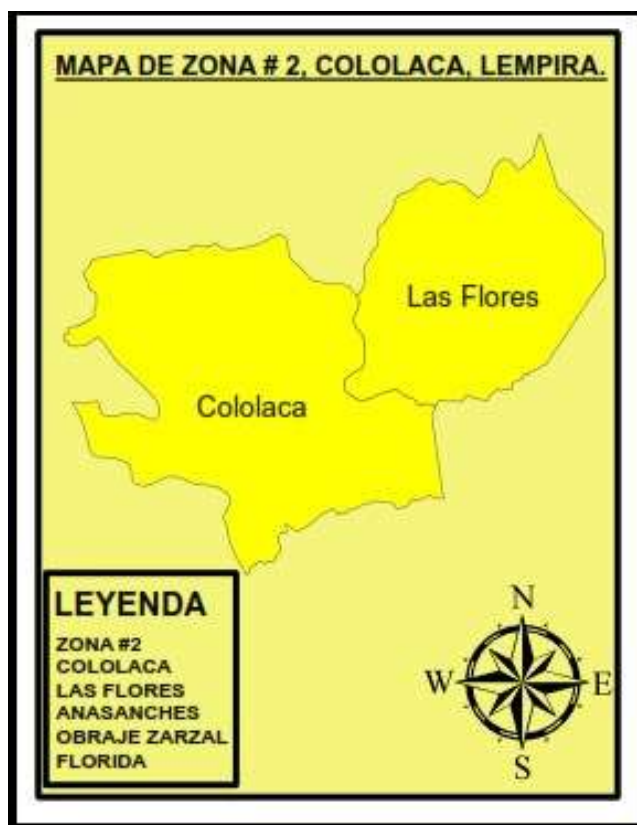 MAPA DE ZONA # 2, COLOLACA, LEMPIRA.
Las Flores
Cololaca
LEYENDA
ZONA #2
COLOLACA
LAS FLORES
ANASANCHES
OBRAJE ZARZAL
FLORIDA
N
W E
S